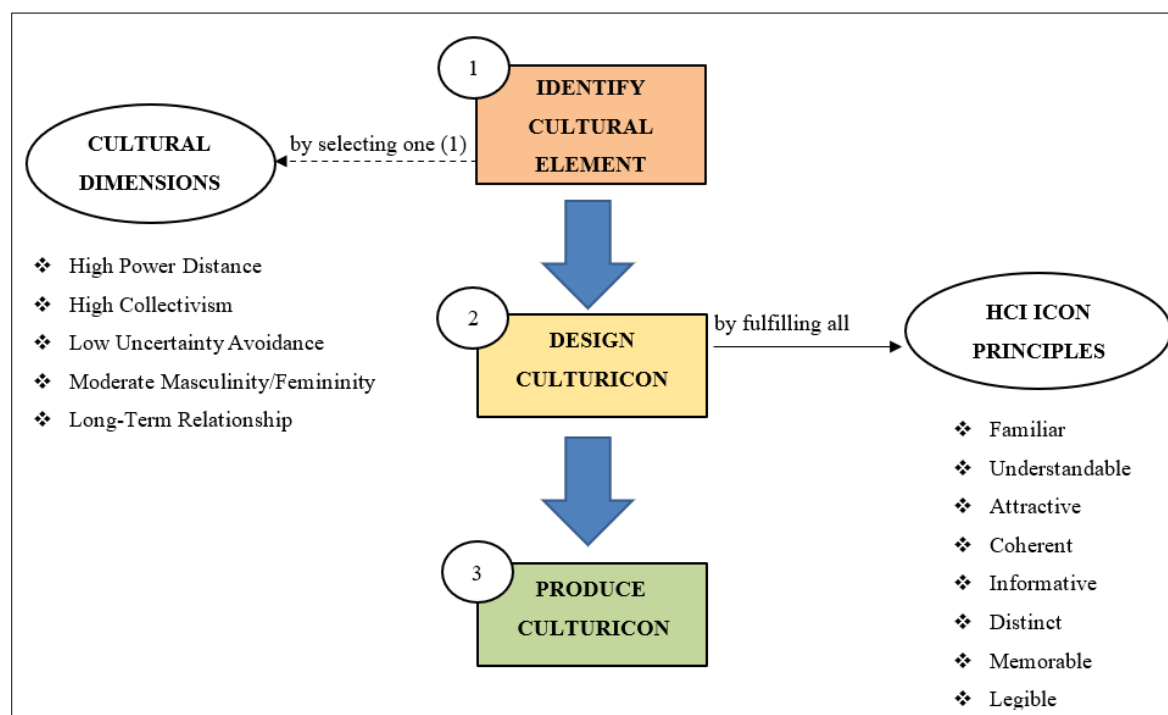 1
IDENTIFY
CULTURAL
ELEMENT
by selecting one (1)
CULTURAL
DIMENSIONS
❖ High Power Distance
❖ High Collectivism
❖ Low Uncertainty Avoidance
❖ Moderate Masculinity/Femininity
❖ Long-Term Relationship
2
DESIGN
CULTURICON
by fulfilling all
HCI ICON
PRINCIPLES
❖ Familiar
❖ Understandable
❖ Attractive
❖ Coherent
❖ Informative
❖ Distinct
❖ Memorable
❖ Legible
3
PRODUCE
CULTURICON